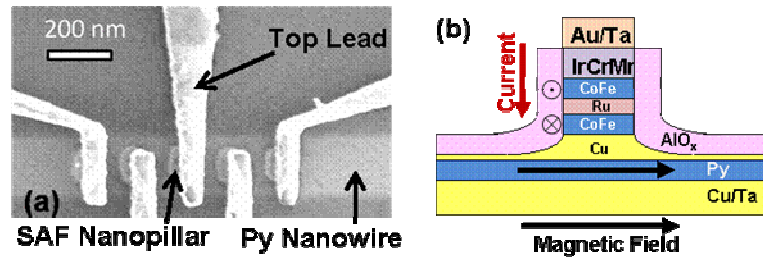 200 nm
Top Lead
(a)
SAF Nanopillar
Py Nanowire
(b)
Au/Ta
IrCrMn
CoFe
Ru
CoFe
Current
AlOₓ
Cu
Py
Cu/Ta
Magnetic Field